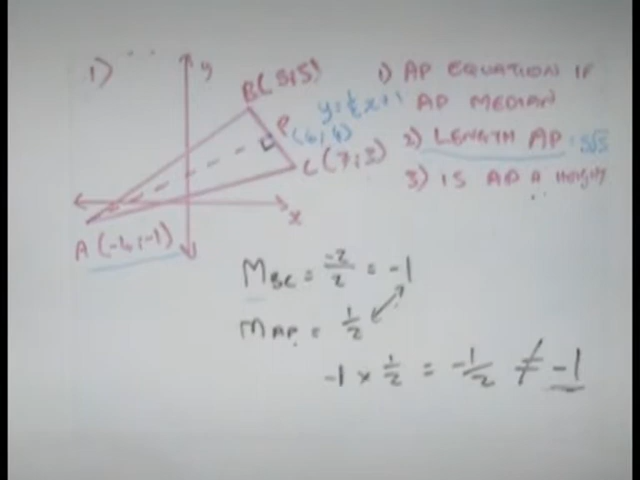 1)
y
B(5;5)
1) AP EQUATION IF
AP MEDIAN
y=½x+1
P
(6;4)
2) LENGTH AP = 5√5
C(7;3)
3) IS AP A HEIGHT
x
A(-4;-1)
M_BC = -2/2 = -1
M_AP = 1/2
-1 × 1/2 = -1/2 ≠ -1